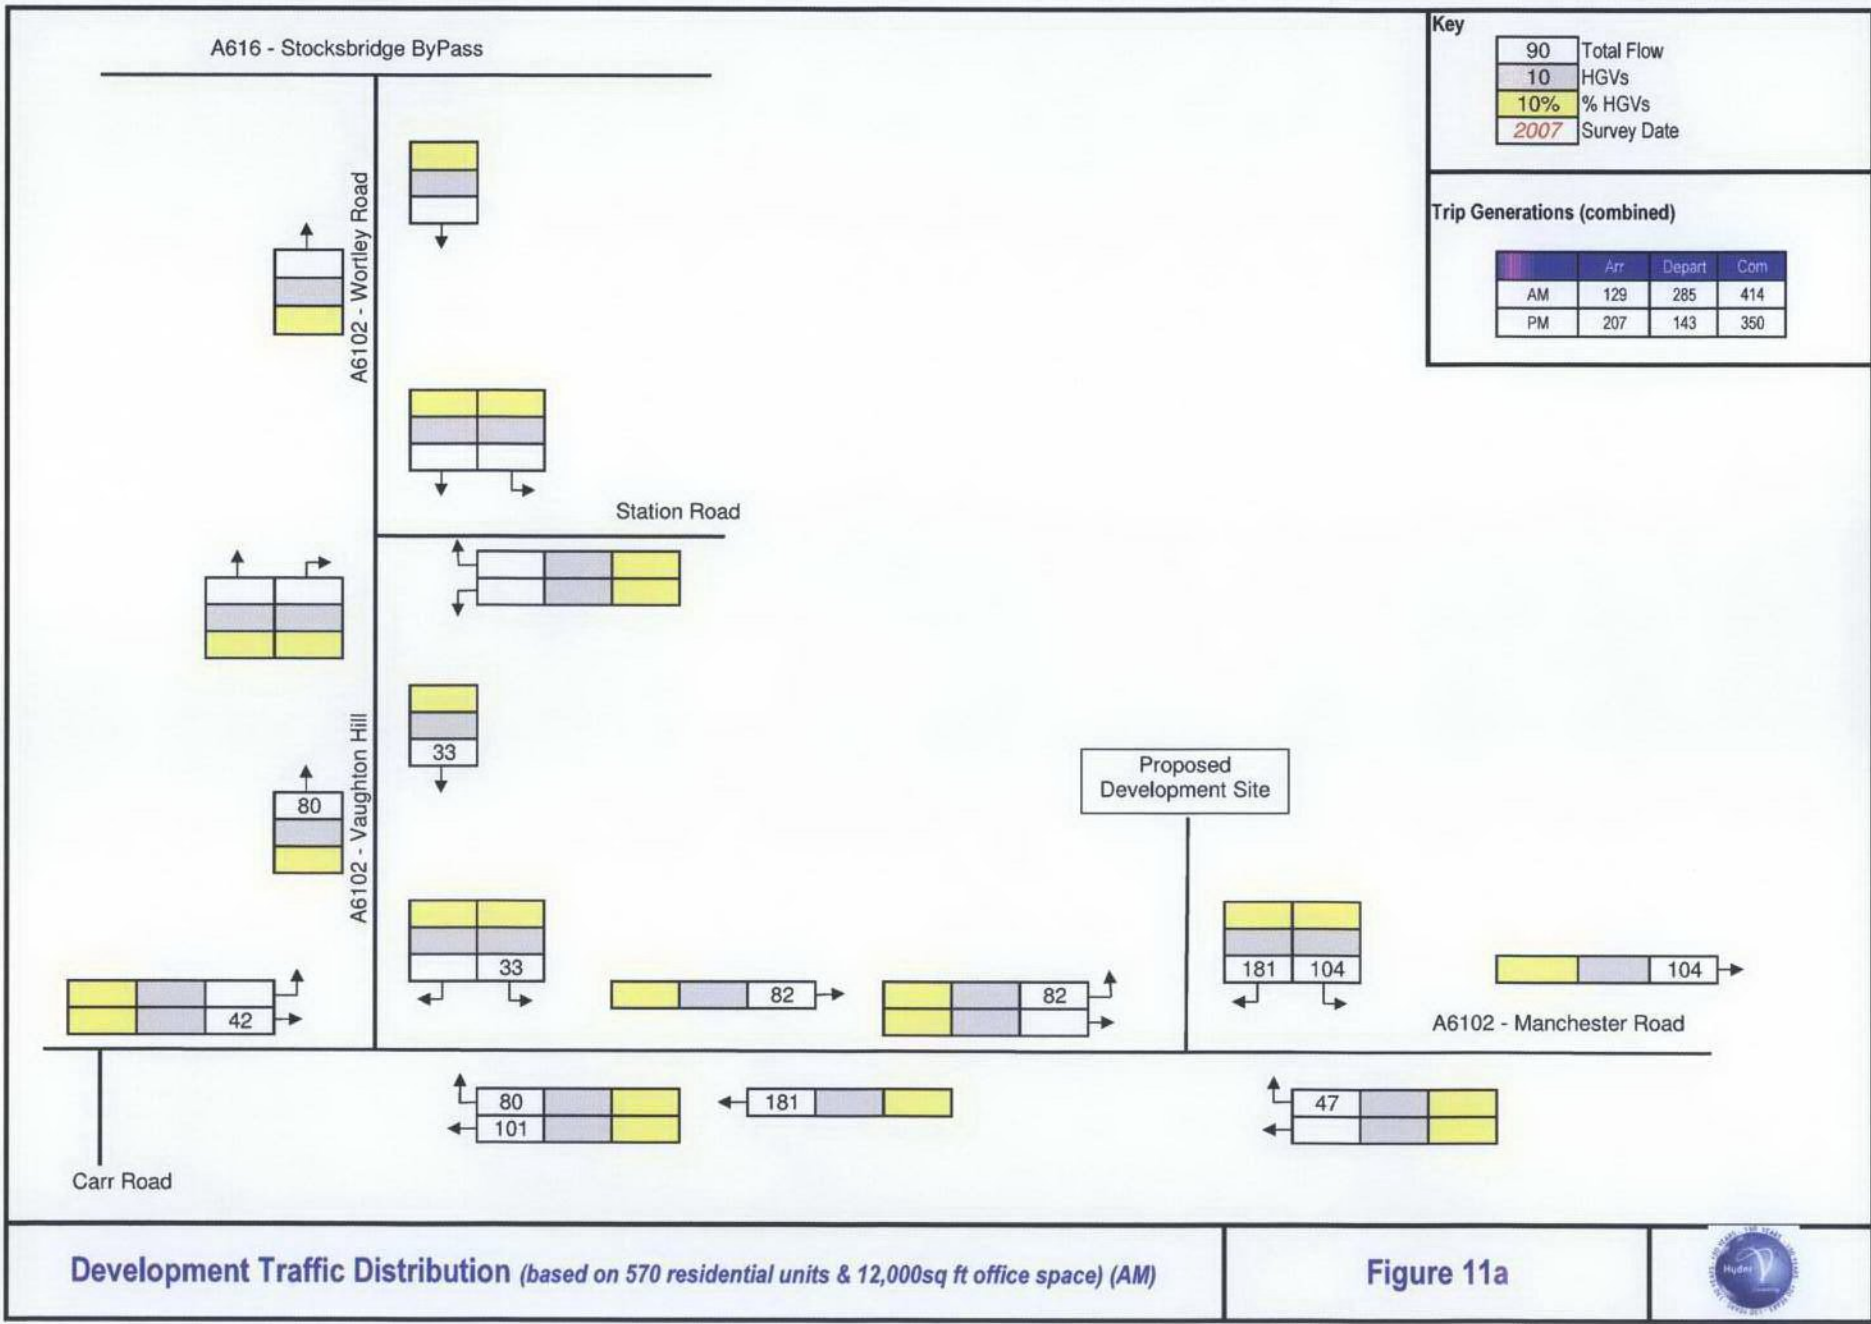 A616 - Stocksbridge ByPass
Key
90 Total Flow
10 HGVs
10% % HGVs
2007 Survey Date
Trip Generations (combined)
Arr Depart Com
AM 129 285 414
PM 207 143 350
A6102 - Wortley Road
Station Road
A6102 - Vaughton Hill
33
80
Proposed
Development Site
33
181 104
104
82
82
42
A6102 - Manchester Road
80
101
181
47
Carr Road
Development Traffic Distribution (based on 570 residential units & 12,000sq ft office space) (AM)
Figure 11a
Hyder